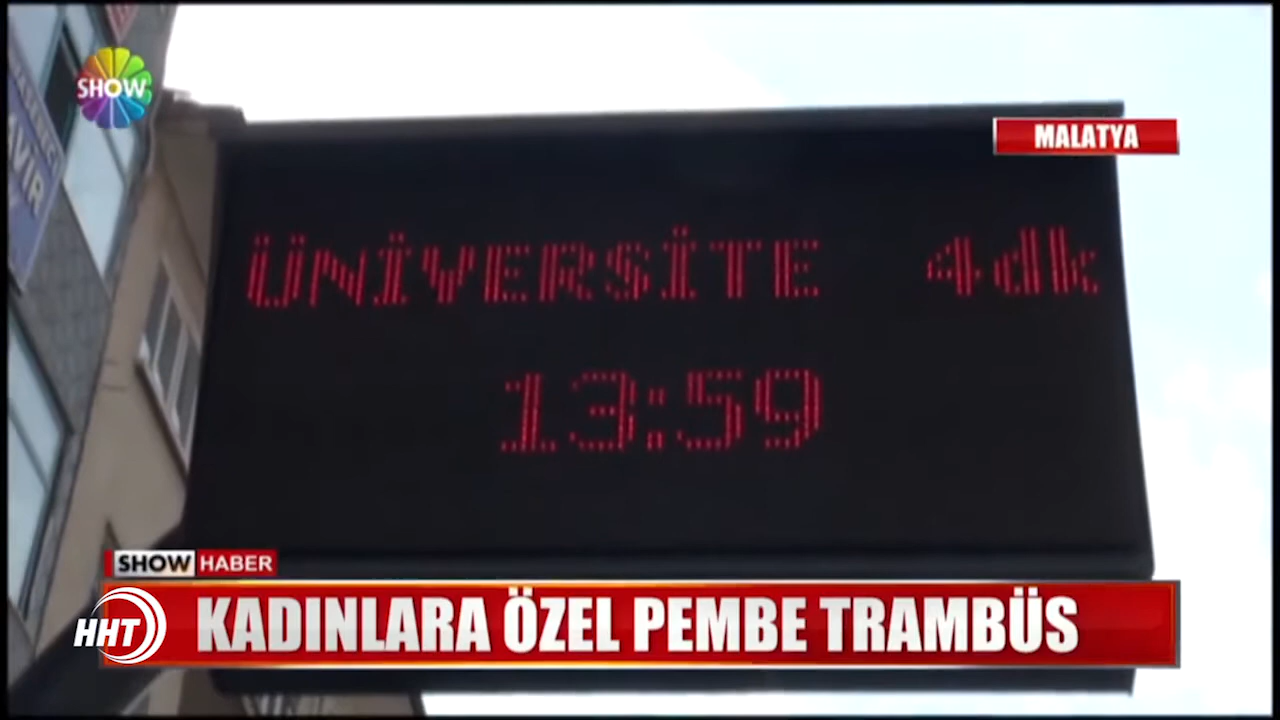 SHOW
MALATYA
ÜNİVERSİTE 4dk
13:59
SHOW HABER
HHT
KADINLARA ÖZEL PEMBE TRAMBÜS